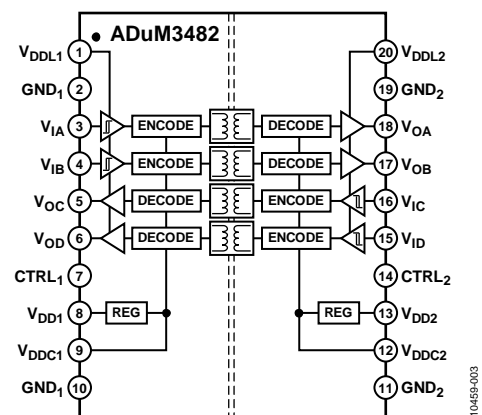 ADuM3482
VDDL1 1 20 VDDL2
GND1 2 19 GND2
VIA 3 ENCODE DECODE 18 VOA
VIB 4 ENCODE DECODE 17 VOB
VOC 5 DECODE ENCODE 16 VIC
VOD 6 DECODE ENCODE 15 VID
CTRL1 7 14 CTRL2
VDD1 8 REG REG 13 VDD2
VDDC1 9 12 VDDC2
GND1 10 11 GND2
10459-003